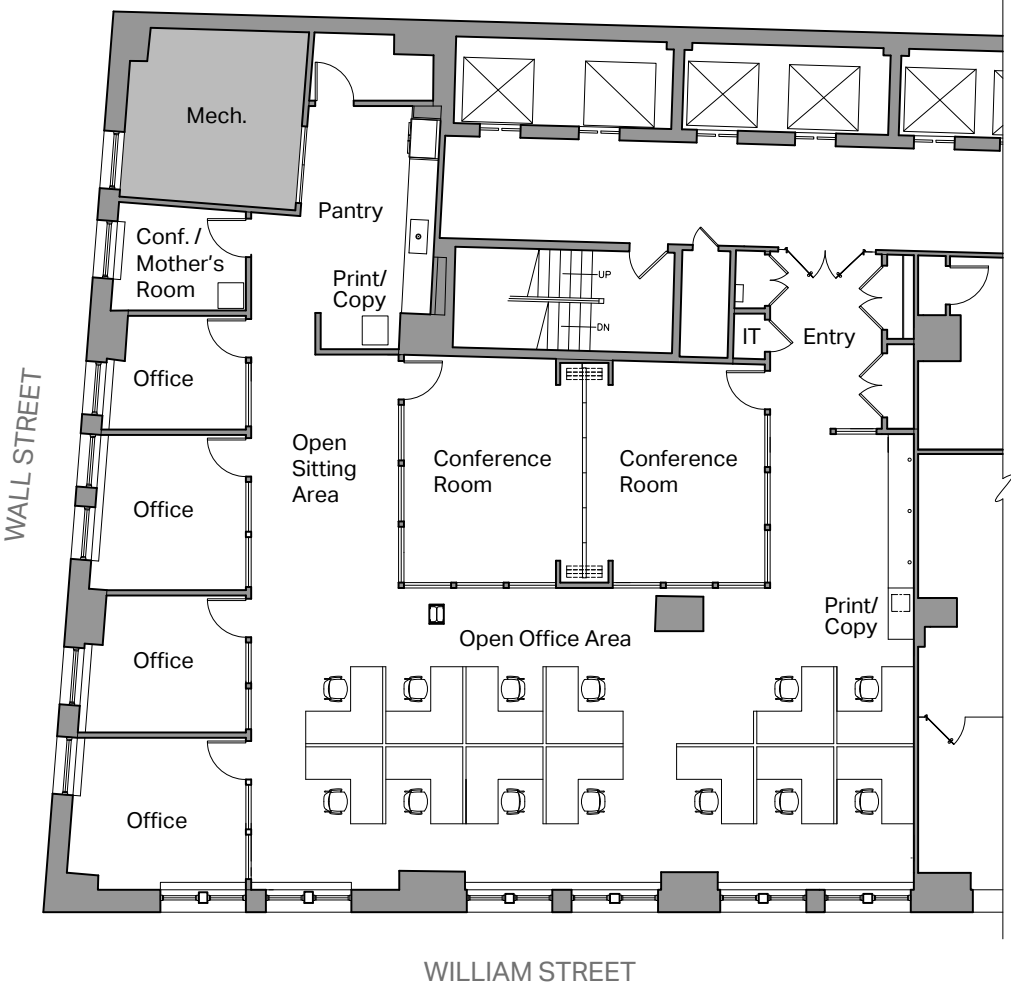 Mech.
Pantry
Conf. /
Mother's
Room
Print/
Copy
UP
DN
IT
Entry
Office
WALL STREET
Open
Sitting
Area
Conference
Room
Conference
Room
Office
Print/
Copy
Open Office Area
Office
Office
WILLIAM STREET